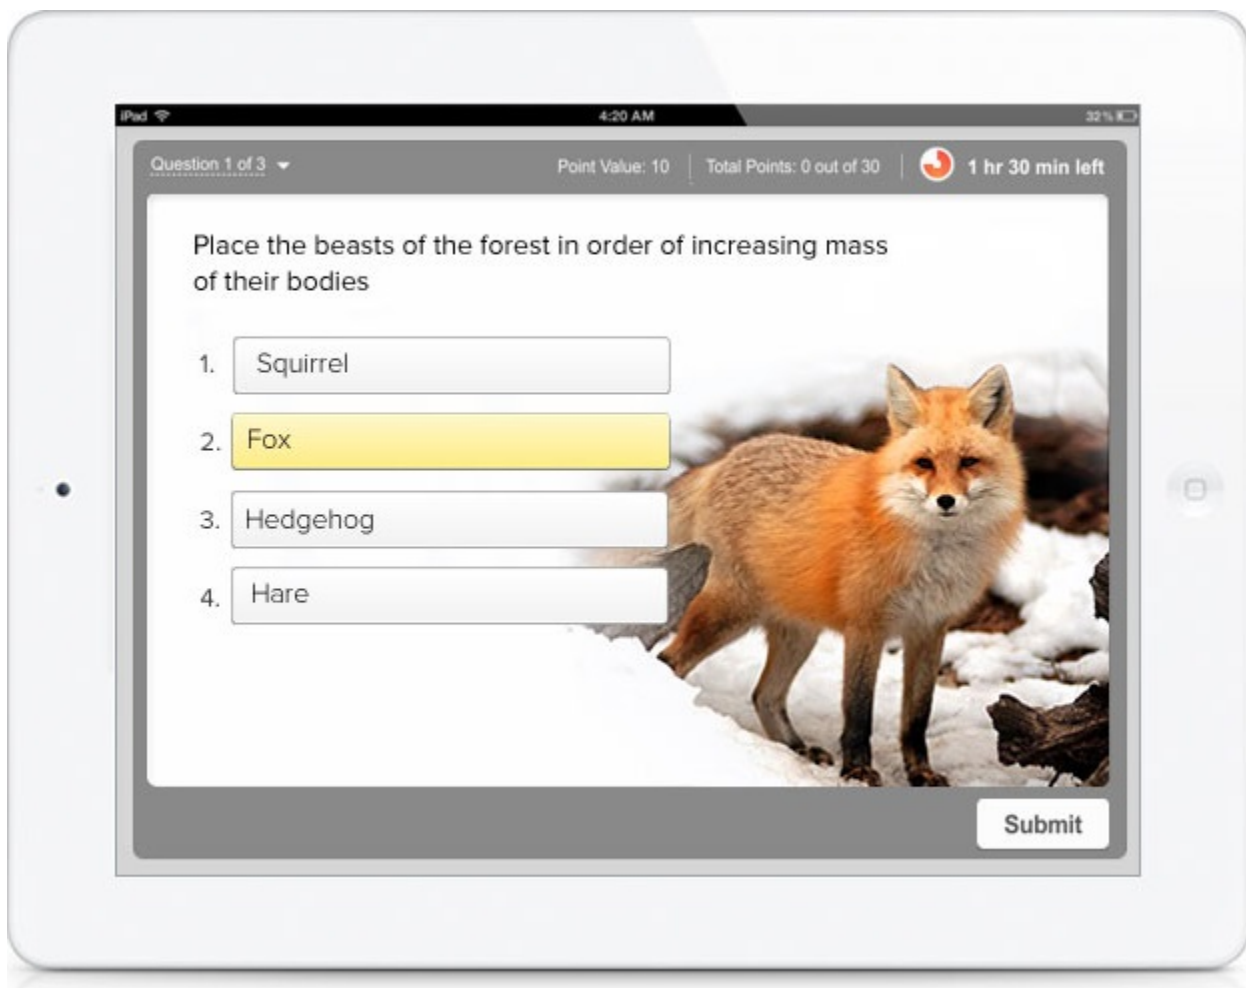 iPad 4:20 AM 32%
Question 1 of 3 Point Value: 10 Total Points: 0 out of 30 1 hr 30 min left
Place the beasts of the forest in order of increasing mass
of their bodies
1. Squirrel
2. Fox
3. Hedgehog
4. Hare
Submit